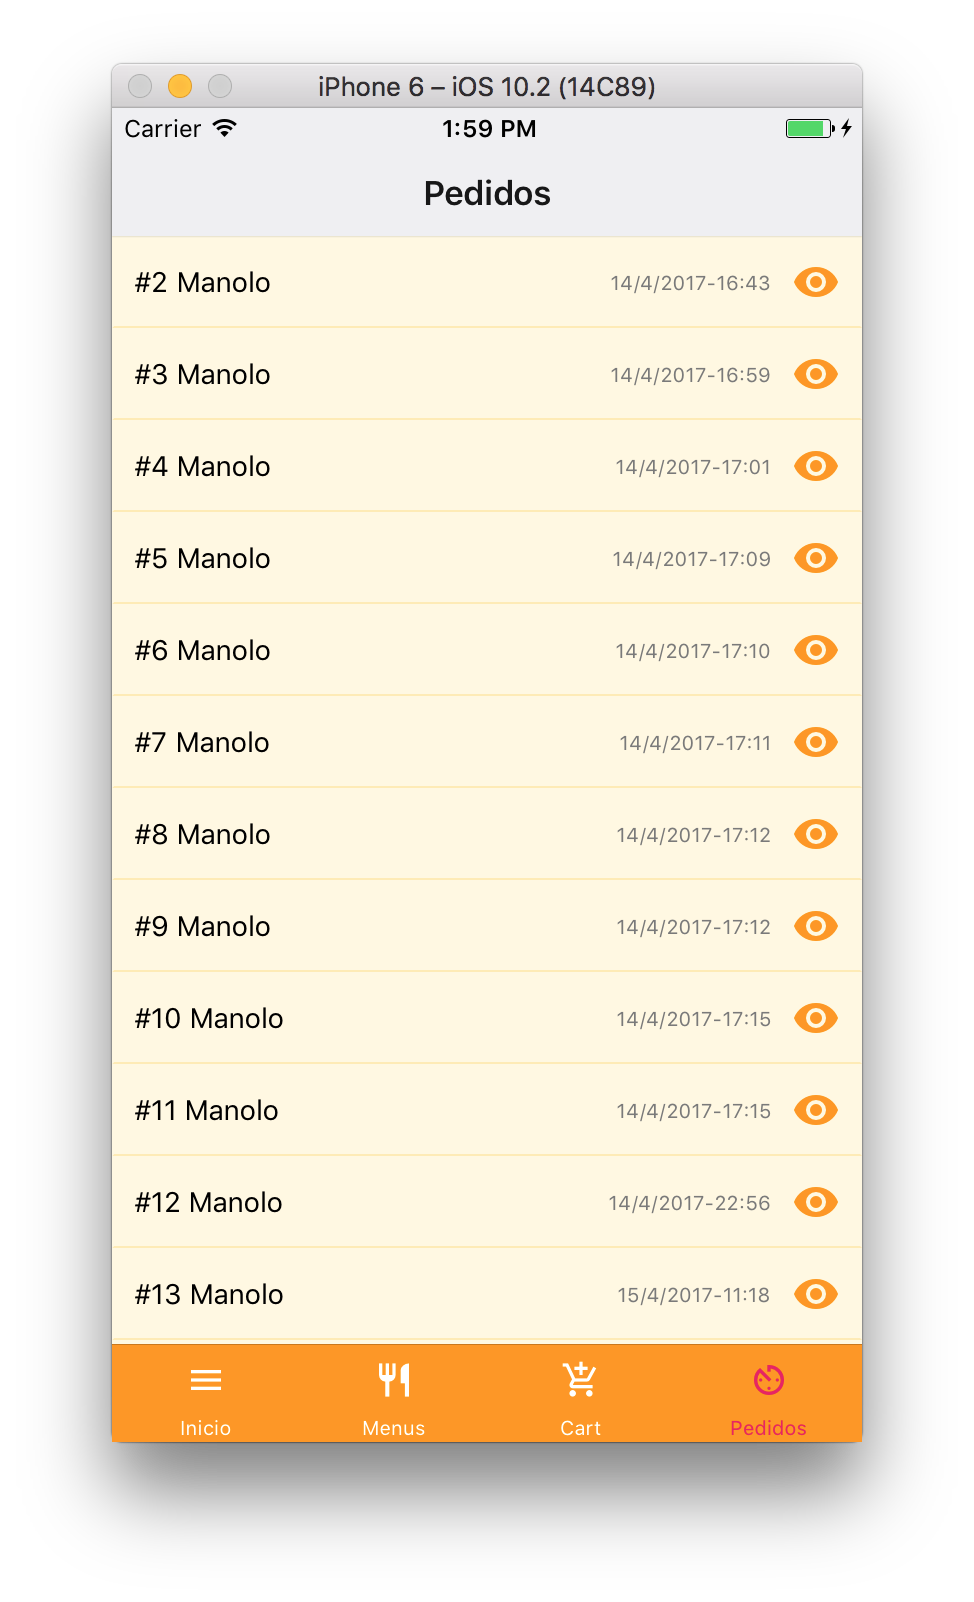 iPhone 6 – iOS 10.2 (14C89)
Carrier 1:59 PM
Pedidos
#2 Manolo 14/4/2017-16:43
#3 Manolo 14/4/2017-16:59
#4 Manolo 14/4/2017-17:01
#5 Manolo 14/4/2017-17:09
#6 Manolo 14/4/2017-17:10
#7 Manolo 14/4/2017-17:11
#8 Manolo 14/4/2017-17:12
#9 Manolo 14/4/2017-17:12
#10 Manolo 14/4/2017-17:15
#11 Manolo 14/4/2017-17:15
#12 Manolo 14/4/2017-22:56
#13 Manolo 15/4/2017-11:18
Inicio Menus Cart Pedidos